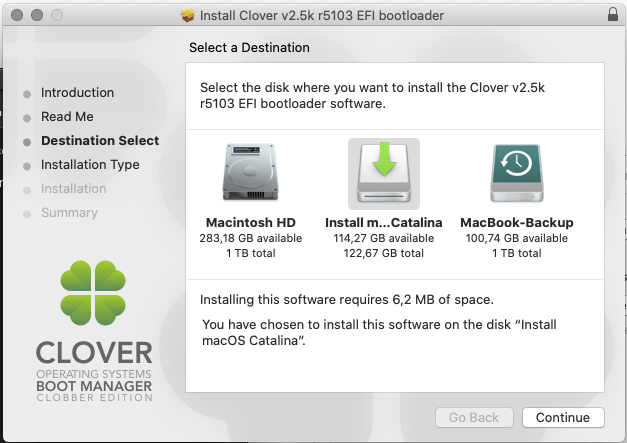 Install Clover v2.5k r5103 EFI bootloader
Select a Destination
Introduction
Read Me
Destination Select
Installation Type
Installation
Summary
Select the disk where you want to install the Clover v2.5k
r5103 EFI bootloader software.
Macintosh HD
283,18 GB available
1 TB total
Install m...Catalina
114,27 GB available
122,67 GB total
MacBook-Backup
100,74 GB available
1 TB total
Installing this software requires 6,2 MB of space.
You have chosen to install this software on the disk “Install
macOS Catalina”.
CLOVER
OPERATING SYSTEMS
BOOT MANAGER
CLOBBER EDITION
Go Back
Continue